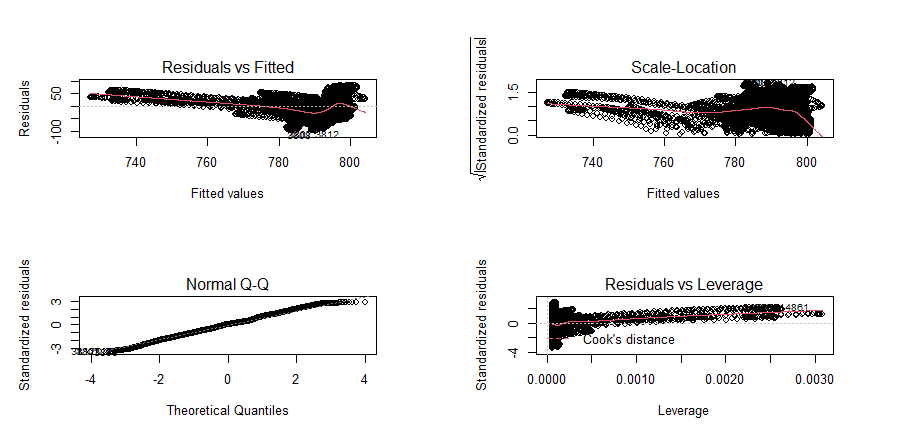 Residuals vs Fitted
Residuals
50
-100
740
760
780
800
Fitted values
Scale-Location
√|Standardized residuals|
1.5
0.0
740
760
780
800
Fitted values
Normal Q-Q
Standardized residuals
3
0
-3
-4
-2
0
2
4
Theoretical Quantiles
Residuals vs Leverage
Standardized residuals
0
-4
Cook's distance
0.0000
0.0010
0.0020
0.0030
Leverage